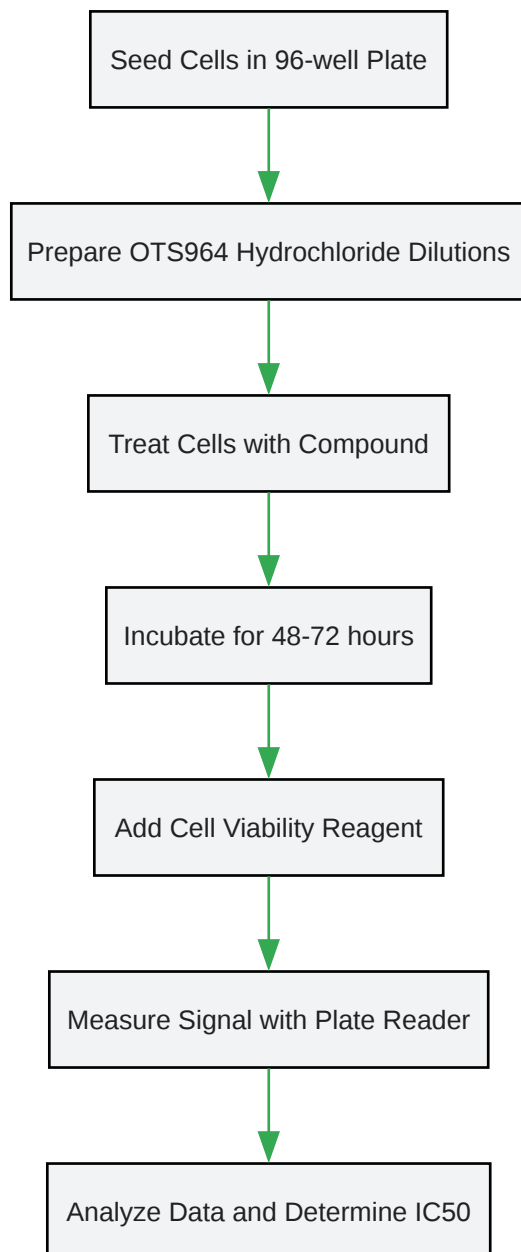 Seed Cells in 96-well Plate
Prepare OTS964 Hydrochloride Dilutions
Treat Cells with Compound
Incubate for 48-72 hours
Add Cell Viability Reagent
Measure Signal with Plate Reader
Analyze Data and Determine IC50